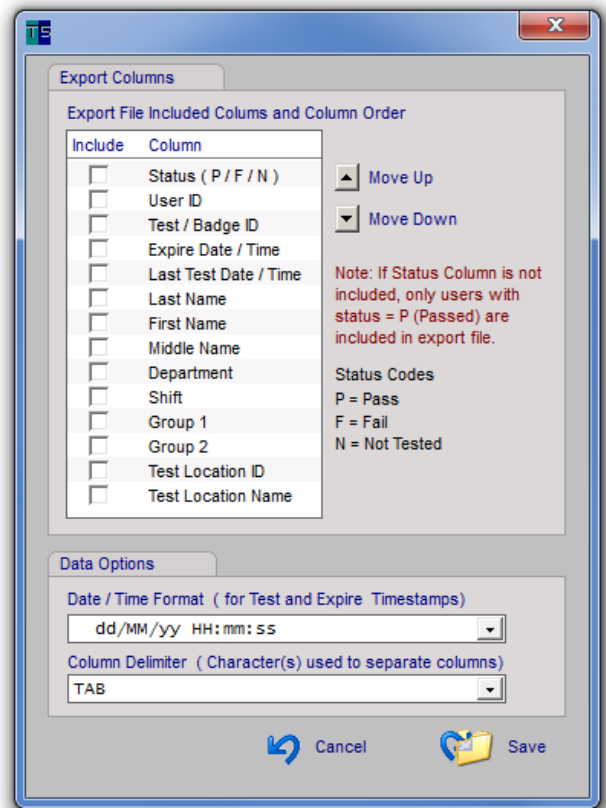 TS
X
Export Columns
Export File Included Colums and Column Order
Include Column
Status ( P / F / N )
User ID
Test / Badge ID
Expire Date / Time
Last Test Date / Time
Last Name
First Name
Middle Name
Department
Shift
Group 1
Group 2
Test Location ID
Test Location Name
Move Up
Move Down
Note: If Status Column is not
included, only users with
status = P (Passed) are
included in export file.
Status Codes
P = Pass
F = Fail
N = Not Tested
Data Options
Date / Time Format ( for Test and Expire Timestamps)
dd/MM/yy HH:mm:ss
Column Delimiter ( Character(s) used to separate columns)
TAB
Cancel
Save